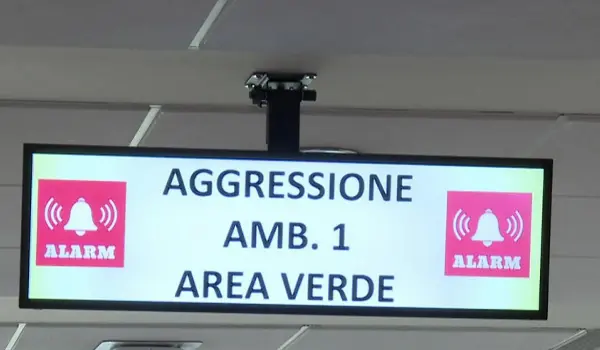 AGGRESSIONE
AMB. 1
AREA VERDE
ALARM
ALARM